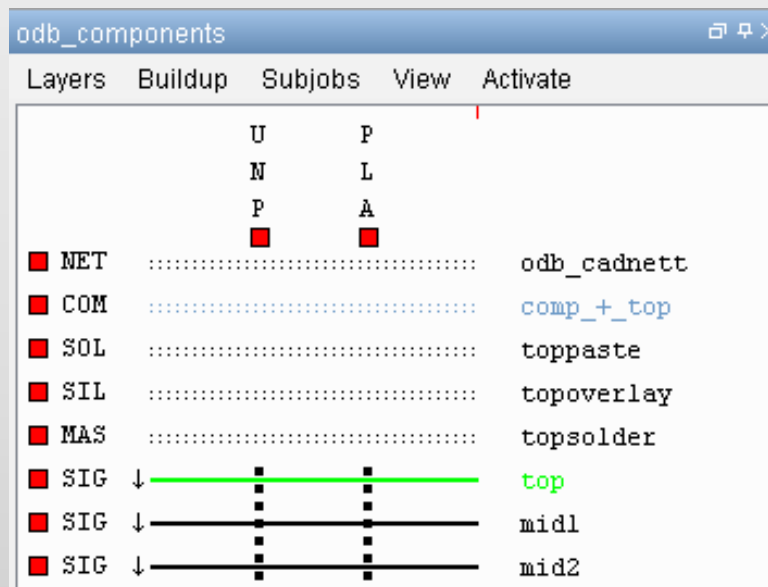 odb_components
Layers Buildup Subjobs View Activate
U P
N L
P A
NET odb_cadnett
COM comp_+_top
SOL toppaste
SIL topoverlay
MAS topsolder
SIG ↓ top
SIG ↓ mid1
SIG ↓ mid2